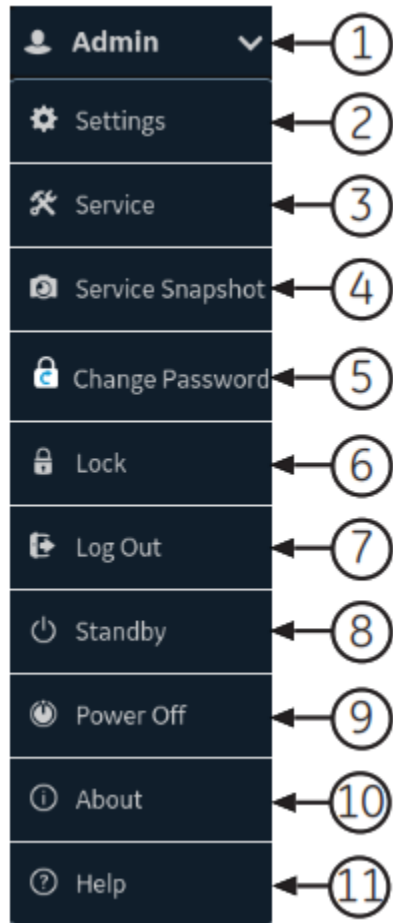 Admin 1
Settings 2
Service 3
Service Snapshot 4
Change Password 5
Lock 6
Log Out 7
Standby 8
Power Off 9
About 10
Help 11